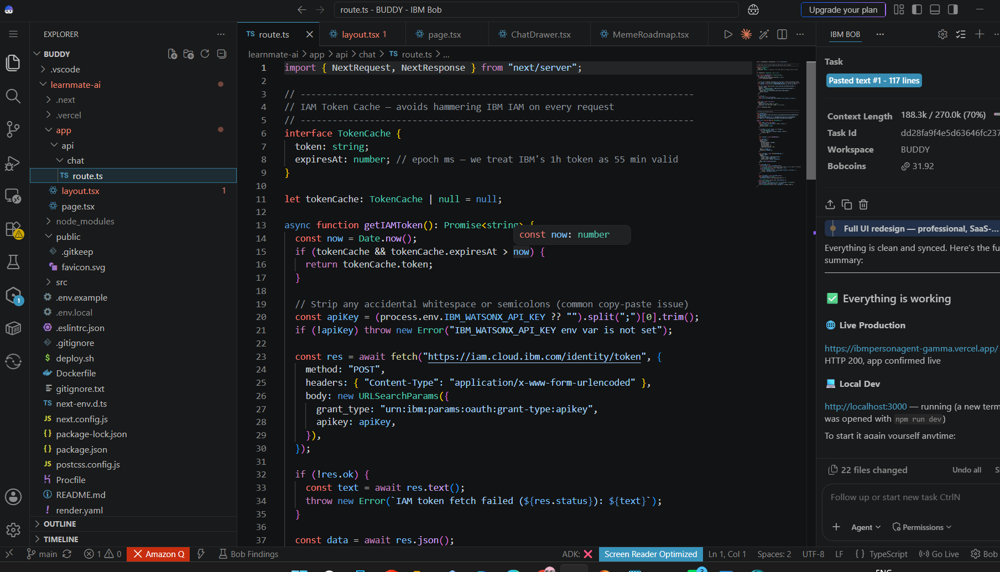 route.ts - BUDDY - IBM Bob
Upgrade your plan
EXPLORER
BUDDY
.vscode
learnmate-ai
.next
.vercel
app
api
chat
TS route.ts
layout.tsx 1
page.tsx
node_modules
public
.gitkeep
favicon.svg
src
.env.example
.env.local
.eslintrc.json
.gitignore
$ deploy.sh
Dockerfile
gitignore.txt
TS next-env.d.ts
JS next.config.js
{} package-lock.json
{} package.json
JS postcss.config.js
Procfile
README.md
! render.yaml
OUTLINE
TIMELINE
1
TS route.ts
layout.tsx 1
page.tsx
ChatDrawer.tsx
MemeRoadmap.tsx
learnmate-ai > app > api > chat > TS route.ts > ...
1 import { NextRequest, NextResponse } from "next/server";
2
3 // --------------------------------------------------------------------------
4 // IAM Token Cache — avoids hammering IBM IAM on every request
5 // --------------------------------------------------------------------------
6 interface TokenCache {
7 token: string;
8 expiresAt: number; // epoch ms — we treat IBM's 1h token as 55 min valid
9 }
10
11 let tokenCache: TokenCache | null = null;
12
13 async function getIAMToken(): Promise<string> {
const now: number
14 const now = Date.now();
15 if (tokenCache && tokenCache.expiresAt > now) {
16 return tokenCache.token;
17 }
18
19 // Strip any accidental whitespace or semicolons (common copy-paste issue)
20 const apiKey = (process.env.IBM_WATSONX_API_KEY ?? "").split(";")[0].trim();
21 if (!apiKey) throw new Error("IBM_WATSONX_API_KEY env var is not set");
22
23 const res = await fetch("https://iam.cloud.ibm.com/identity/token", {
24 method: "POST",
25 headers: { "Content-Type": "application/x-www-form-urlencoded" },
26 body: new URLSearchParams({
27 grant_type: "urn:ibm:params:oauth:grant-type:apikey",
28 apikey: apiKey,
29 }),
30 });
31
32 if (!res.ok) {
33 const text = await res.text();
34 throw new Error(`IAM token fetch failed (${res.status}): ${text}`);
35 }
36
37 const data = await res.json();
IBM BOB
Task
Pasted text #1 - 117 lines
Context Length 188.3k / 270.0k (70%)
Task Id dd28fa9f4e5d63646fc237
Workspace BUDDY
Bobcoins 31.92
Full UI redesign — professional, SaaS-...
Everything is clean and synced. Here's the fu
summary:
Everything is working
Live Production
https://ibmpersonagent-gamma.vercel.app/
HTTP 200, app confirmed live
Local Dev
http://localhost:3000 — running (a new term
was opened with npm run dev)
To start it again yourself anytime:
22 files changed
Undo all
Follow up or start new task CtrlN
Agent
Permissions
main
1
0
Amazon Q
Bob Findings
ADK:
Screen Reader Optimized
Ln 1, Col 1
Spaces: 2
UTF-8
LF
{} TypeScript
Go Live
Bob